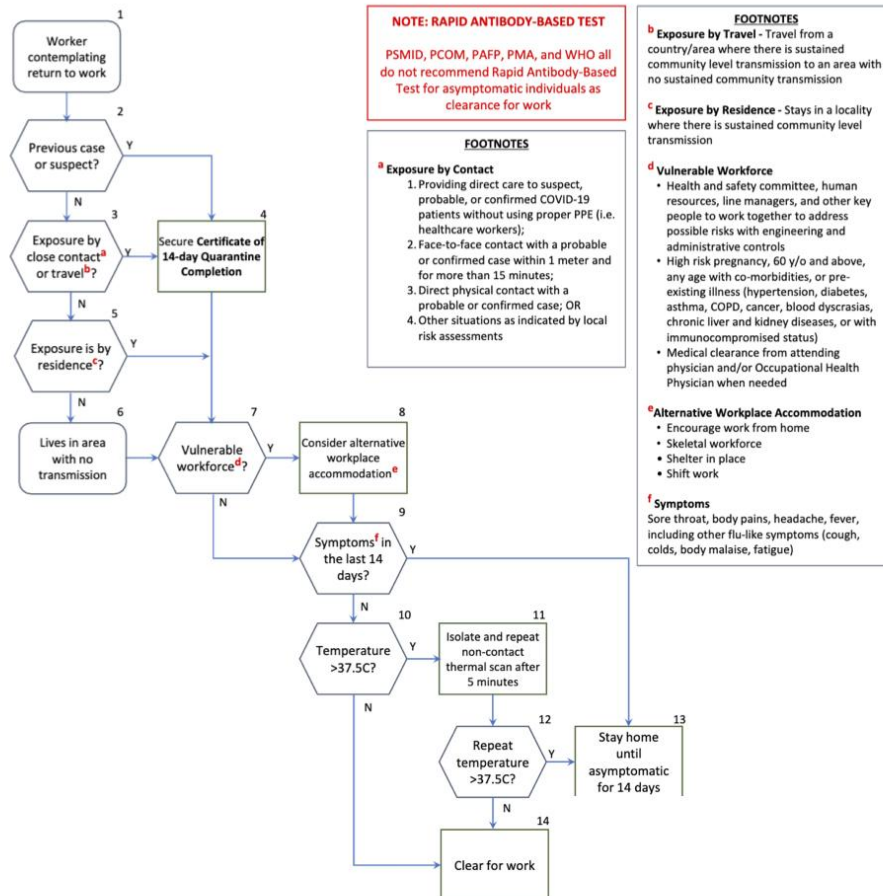 1
Worker
contemplating
return to work
2
Previous case
or suspect?
Y
N
3
Exposure by
close contact^a
or travel^b?
Y
N
4
Secure Certificate of
14-day Quarantine
Completion
5
Exposure is by
residence^c?
Y
N
6
Lives in area
with no
transmission
7
Vulnerable
workforce^d?
Y
N
8
Consider alternative
workplace
accommodation^e
9
Symptoms^f in
the last 14
days?
Y
N
10
Temperature
>37.5C?
Y
N
11
Isolate and repeat
non-contact
thermal scan after
5 minutes
12
Repeat
temperature
>37.5C?
Y
N
13
Stay home
until
asymptomatic
for 14 days
14
Clear for work
NOTE: RAPID ANTIBODY-BASED TEST
PSMID, PCOM, PAFP, PMA, and WHO all
do not recommend Rapid Antibody-Based
Test for asymptomatic individuals as
clearance for work
FOOTNOTES
a Exposure by Contact
1. Providing direct care to suspect,
probable, or confirmed COVID-19
patients without using proper PPE (i.e.
healthcare workers);
2. Face-to-face contact with a probable
or confirmed case within 1 meter and
for more than 15 minutes;
3. Direct physical contact with a
probable or confirmed case; OR
4. Other situations as indicated by local
risk assessments
FOOTNOTES
b Exposure by Travel - Travel from a
country/area where there is sustained
community level transmission to an area with
no sustained community transmission
c Exposure by Residence - Stays in a locality
where there is sustained community level
transmission
d Vulnerable Workforce
• Health and safety committee, human
resources, line managers, and other key
people to work together to address
possible risks with engineering and
administrative controls
• High risk pregnancy, 60 y/o and above,
any age with co-morbidities, or pre-
existing illness (hypertension, diabetes,
asthma, COPD, cancer, blood dyscrasias,
chronic liver and kidney diseases, or with
immunocompromised status)
• Medical clearance from attending
physician and/or Occupational Health
Physician when needed
e Alternative Workplace Accommodation
• Encourage work from home
• Skeletal workforce
• Shelter in place
• Shift work
f Symptoms
Sore throat, body pains, headache, fever,
including other flu-like symptoms (cough,
colds, body malaise, fatigue)